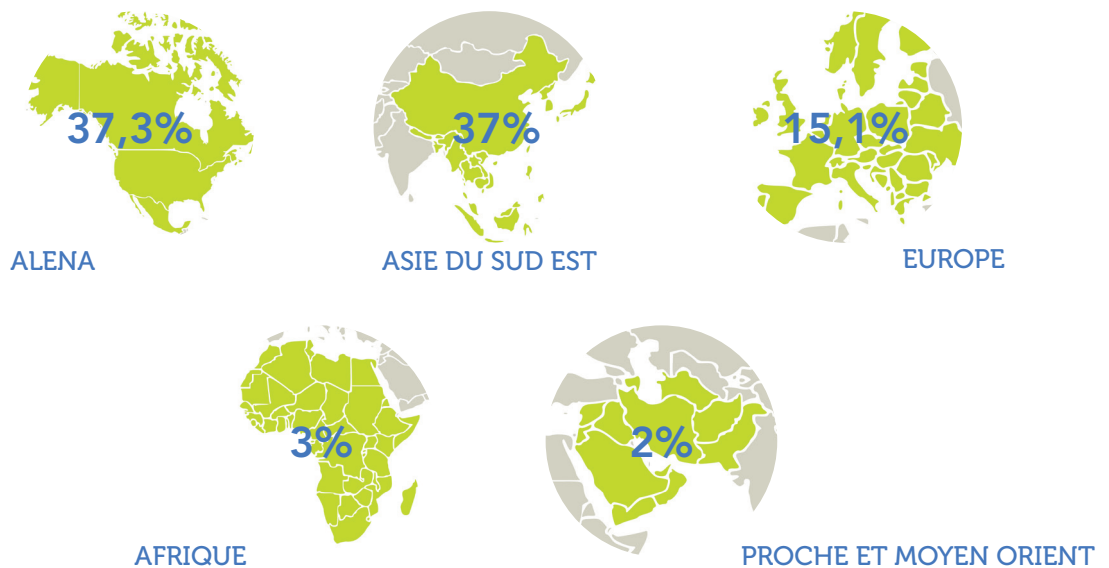 37,3%
37%
15,1%
ALENA
ASIE DU SUD EST
EUROPE
3%
2%
AFRIQUE
PROCHE ET MOYEN ORIENT